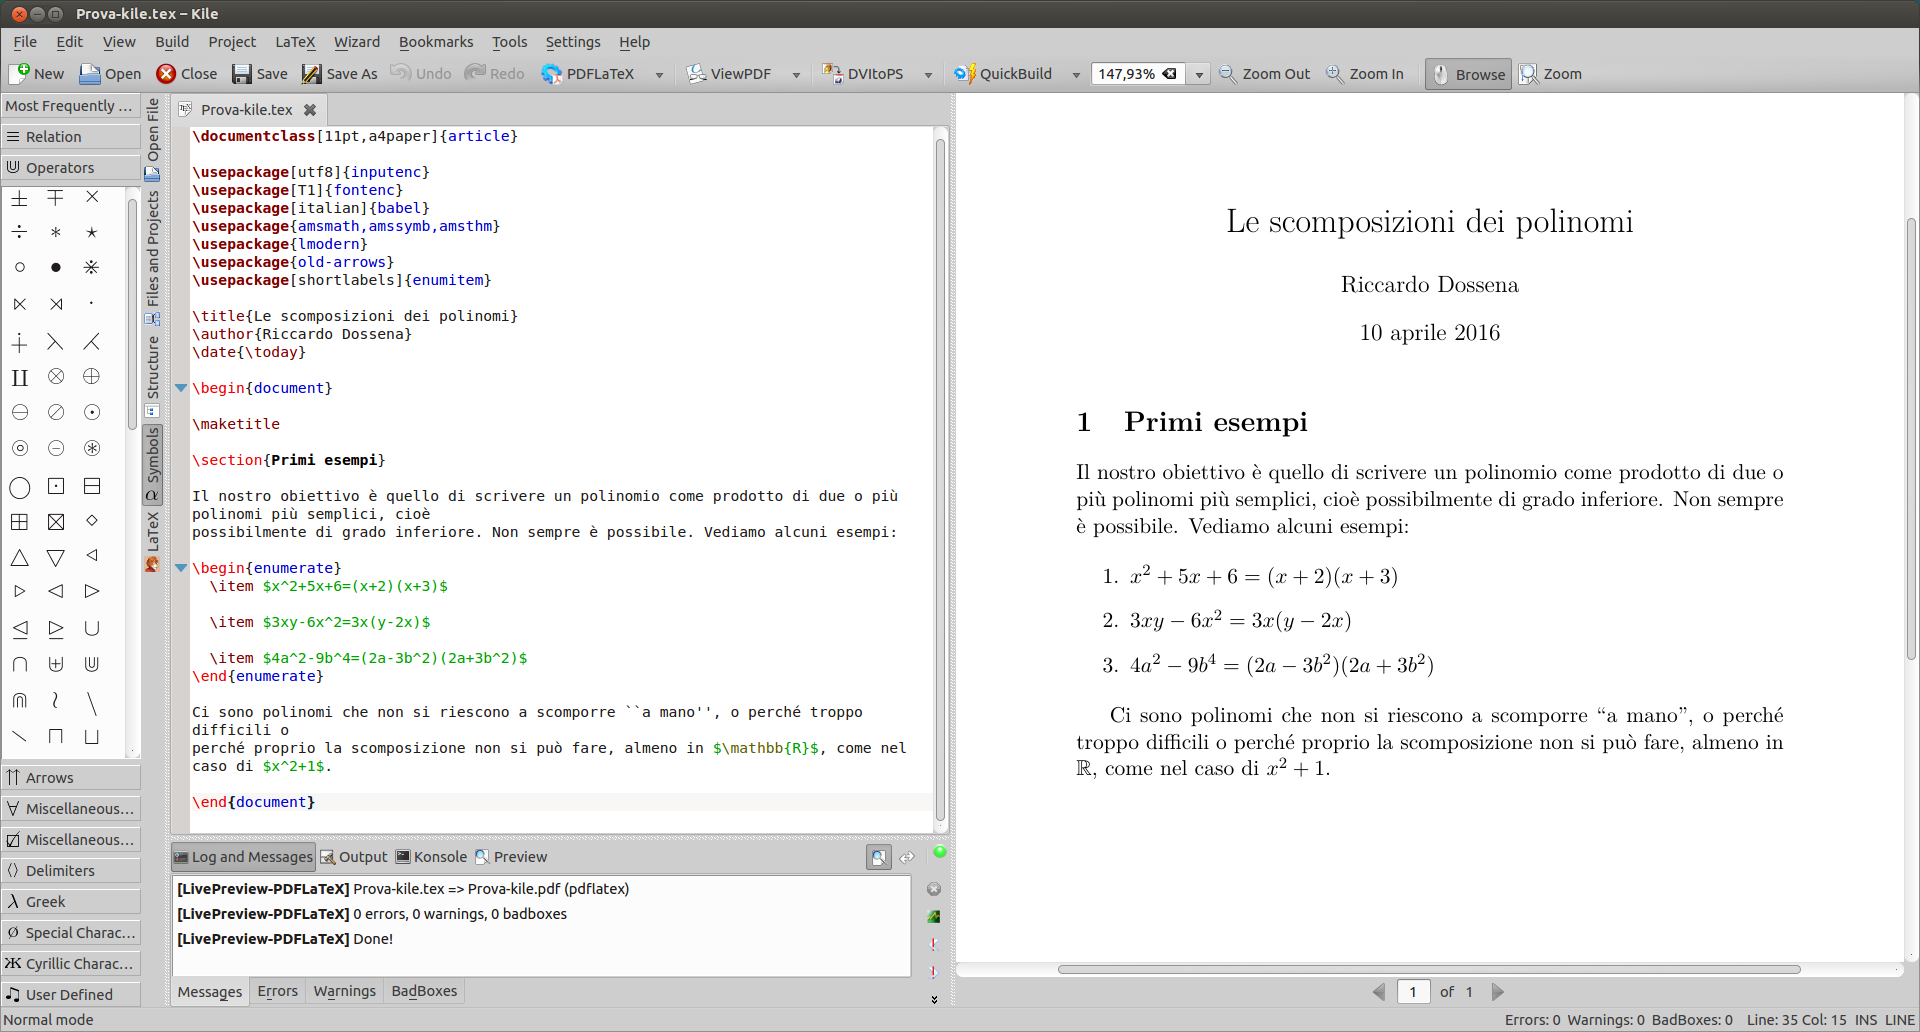 Prova-kile.tex – Kile
File Edit View Build Project LaTeX Wizard Bookmarks Tools Settings Help
New Open Close Save Save As Undo Redo PDFLaTeX ViewPDF DVItoPS QuickBuild 147,93% Zoom Out Zoom In Browse Zoom
Most Frequently ...
Relation
Operators
Arrows
Miscellaneous...
Miscellaneous...
Delimiters
Greek
Special Charac...
Cyrillic Charac...
User Defined
Open File
Files and Projects
Structure
Symbols
LaTeX
Prova-kile.tex
\documentclass[11pt,a4paper]{article}
\usepackage[utf8]{inputenc}
\usepackage[T1]{fontenc}
\usepackage[italian]{babel}
\usepackage{amsmath,amssymb,amsthm}
\usepackage{lmodern}
\usepackage{old-arrows}
\usepackage[shortlabels]{enumitem}
\title{Le scomposizioni dei polinomi}
\author{Riccardo Dossena}
\date{\today}
\begin{document}
\maketitle
\section{Primi esempi}
Il nostro obiettivo è quello di scrivere un polinomio come prodotto di due o più
polinomi più semplici, cioè
possibilmente di grado inferiore. Non sempre è possibile. Vediamo alcuni esempi:
\begin{enumerate}
\item $x^2+5x+6=(x+2)(x+3)$
\item $3xy-6x^2=3x(y-2x)$
\item $4a^2-9b^4=(2a-3b^2)(2a+3b^2)$
\end{enumerate}
Ci sono polinomi che non si riescono a scomporre ``a mano'', o perché troppo
difficili o
perché proprio la scomposizione non si può fare, almeno in $\mathbb{R}$, come nel
caso di $x^2+1$.
\end{document}
Log and Messages Output Konsole Preview
[LivePreview-PDFLaTeX] Prova-kile.tex => Prova-kile.pdf (pdflatex)
[LivePreview-PDFLaTeX] 0 errors, 0 warnings, 0 badboxes
[LivePreview-PDFLaTeX] Done!
Messages Errors Warnings BadBoxes
Le scomposizioni dei polinomi
Riccardo Dossena
10 aprile 2016
1 Primi esempi
Il nostro obiettivo è quello di scrivere un polinomio come prodotto di due o
più polinomi più semplici, cioè possibilmente di grado inferiore. Non sempre
è possibile. Vediamo alcuni esempi:
1. x² + 5x + 6 = (x + 2)(x + 3)
2. 3xy − 6x² = 3x(y − 2x)
3. 4a² − 9b⁴ = (2a − 3b²)(2a + 3b²)
Ci sono polinomi che non si riescono a scomporre “a mano”, o perché
troppo difficili o perché proprio la scomposizione non si può fare, almeno in
ℝ, come nel caso di x² + 1.
1 of 1
Normal mode
Errors: 0 Warnings: 0 BadBoxes: 0 Line: 35 Col: 15 INS LINE